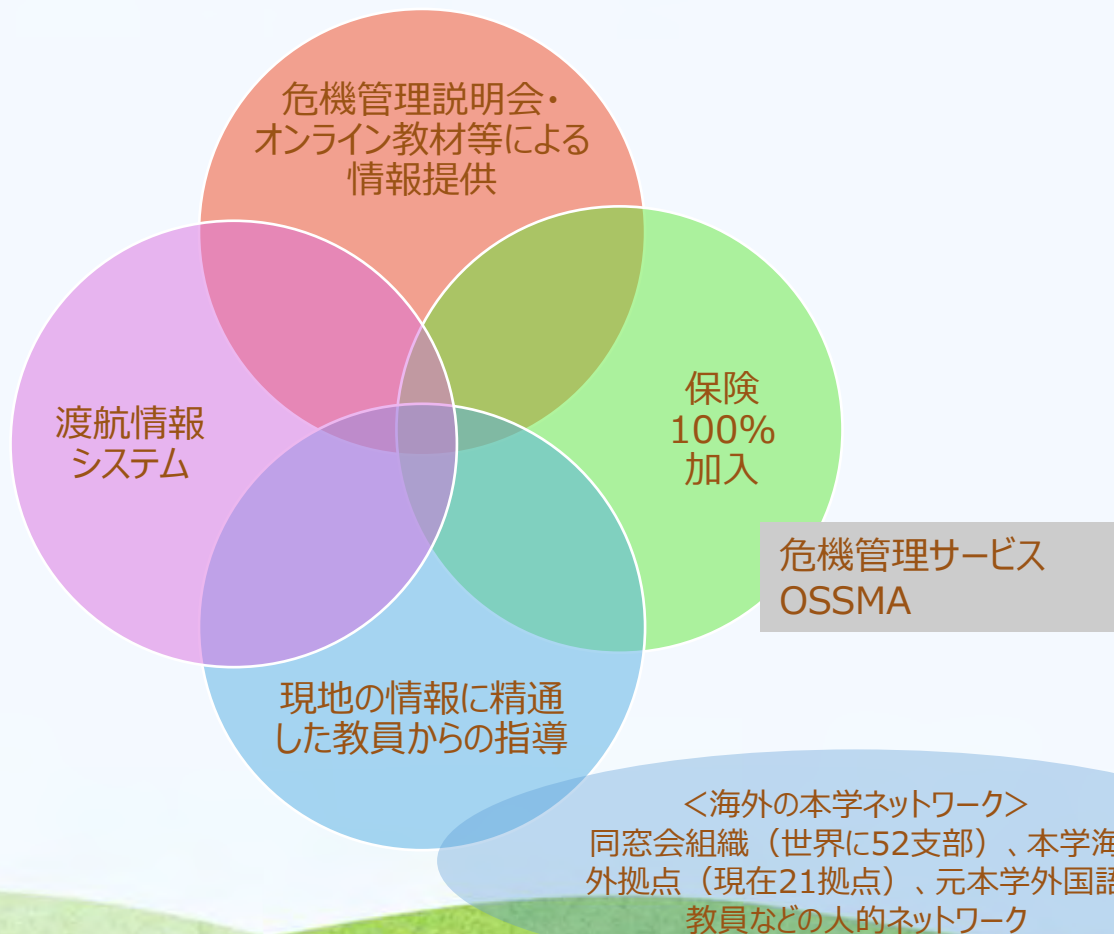 危機管理説明会・
オンライン教材等による
情報提供
渡航情報
システム
保険
100%
加入
危機管理サービス
OSSMA
現地の情報に精通
した教員からの指導
＜海外の本学ネットワーク＞
同窓会組織（世界に52支部）、本学海
外拠点（現在21拠点）、元本学外国語
教員などの人的ネットワーク